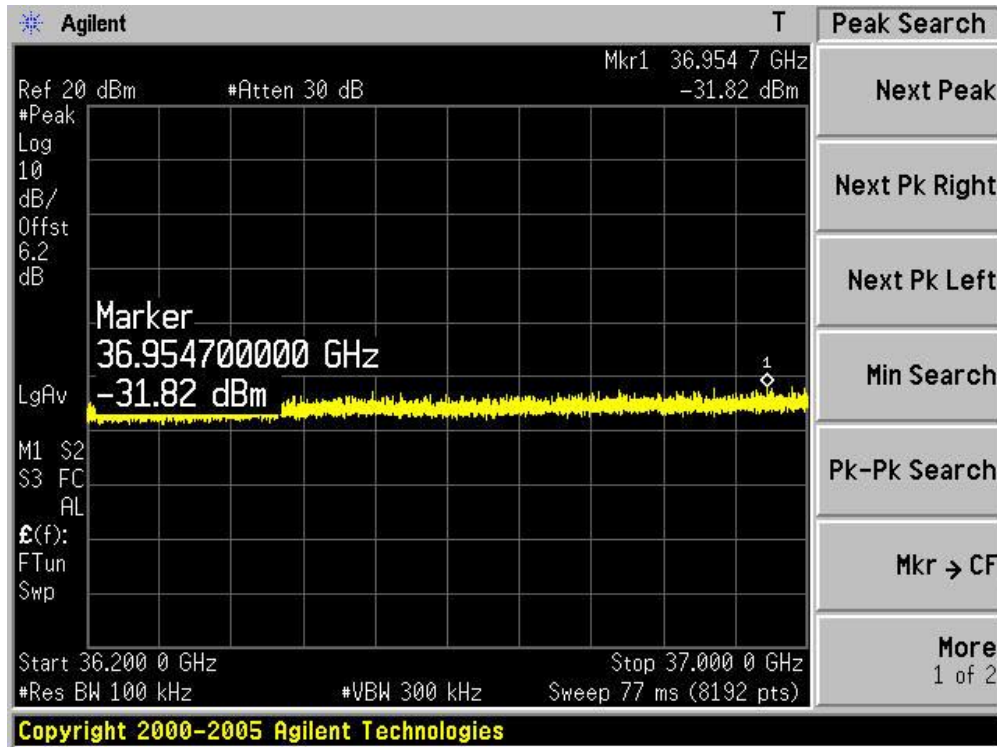 Agilent T Peak Search
Mkr1 36.954 7 GHz
Ref 20 dBm #Atten 30 dB -31.82 dBm
#Peak
Log
10
dB/
Offst
6.2
dB
Marker
36.954700000 GHz
-31.82 dBm
1
LgAv
M1 S2
S3 FC
AL
£(f):
FTun
Swp
Start 36.200 0 GHz Stop 37.000 0 GHz
#Res BW 100 kHz #VBW 300 kHz Sweep 77 ms (8192 pts)
Copyright 2000-2005 Agilent Technologies
Next Peak
Next Pk Right
Next Pk Left
Min Search
Pk-Pk Search
Mkr → CF
More
1 of 2